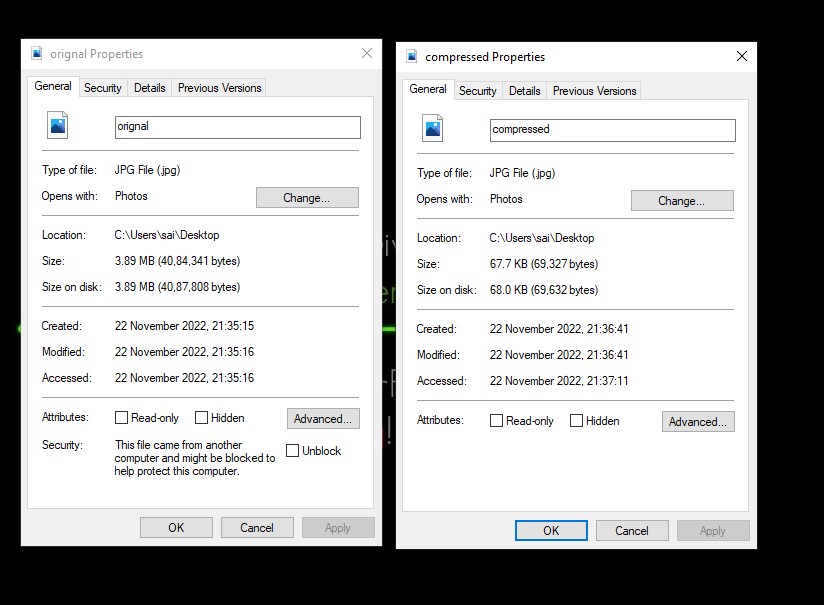 orignal Properties
General Security Details Previous Versions
orignal
Type of file: JPG File (.jpg)
Opens with: Photos Change...
Location: C:\Users\sai\Desktop
Size: 3.89 MB (40,84,341 bytes)
Size on disk: 3.89 MB (40,87,808 bytes)
Created: 22 November 2022, 21:35:15
Modified: 22 November 2022, 21:35:16
Accessed: 22 November 2022, 21:35:16
Attributes: Read-only Hidden Advanced...
Security: This file came from another
computer and might be blocked to
help protect this computer.
Unblock
OK Cancel Apply
compressed Properties
General Security Details Previous Versions
compressed
Type of file: JPG File (.jpg)
Opens with: Photos Change...
Location: C:\Users\sai\Desktop
Size: 67.7 KB (69,327 bytes)
Size on disk: 68.0 KB (69,632 bytes)
Created: 22 November 2022, 21:36:41
Modified: 22 November 2022, 21:36:41
Accessed: 22 November 2022, 21:37:11
Attributes: Read-only Hidden Advanced...
OK Cancel Apply